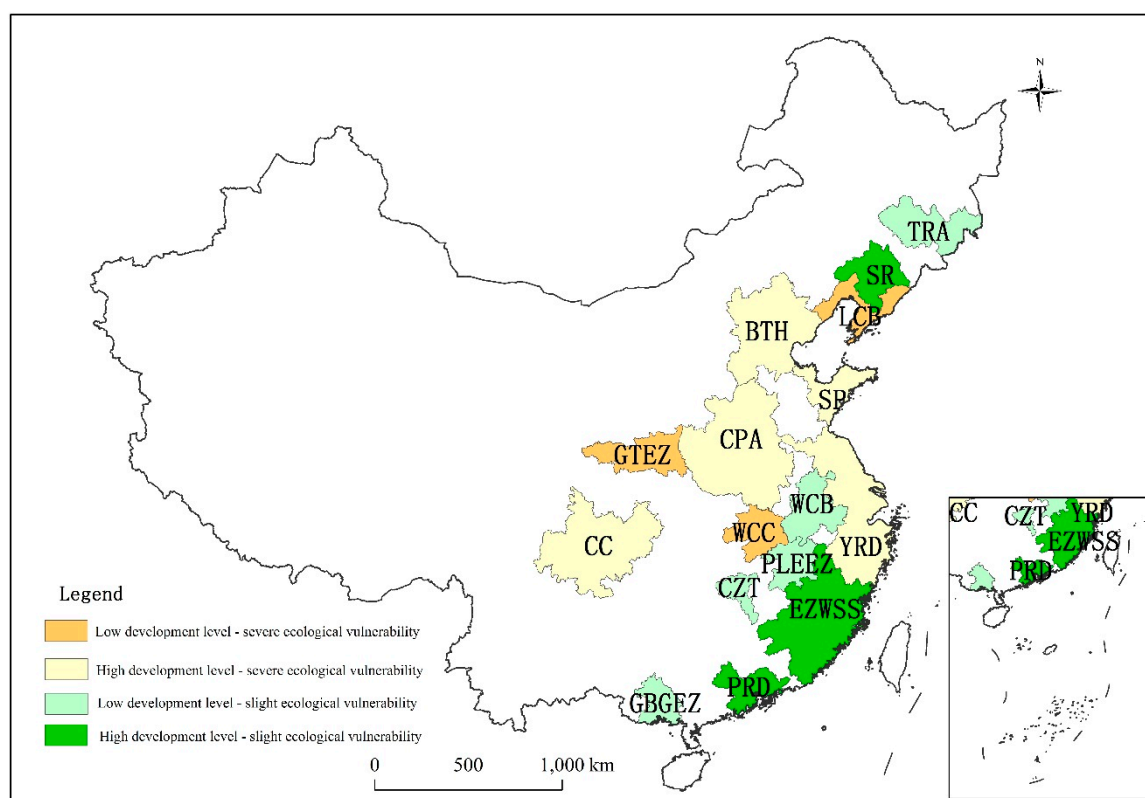 N
TRA
SR
LCB
BTH
SP
CPA
GTEZ
WCB
WCC
CC
YRD
PLEEZ
CZT
EZWSS
PRD
GBGEZ
Legend
Low development level - severe ecological vulnerability
High development level - severe ecological vulnerability
Low development level - slight ecological vulnerability
High development level - slight ecological vulnerability
0 500 1,000 km
CC
CZT
YRD
EZWSS
PRD